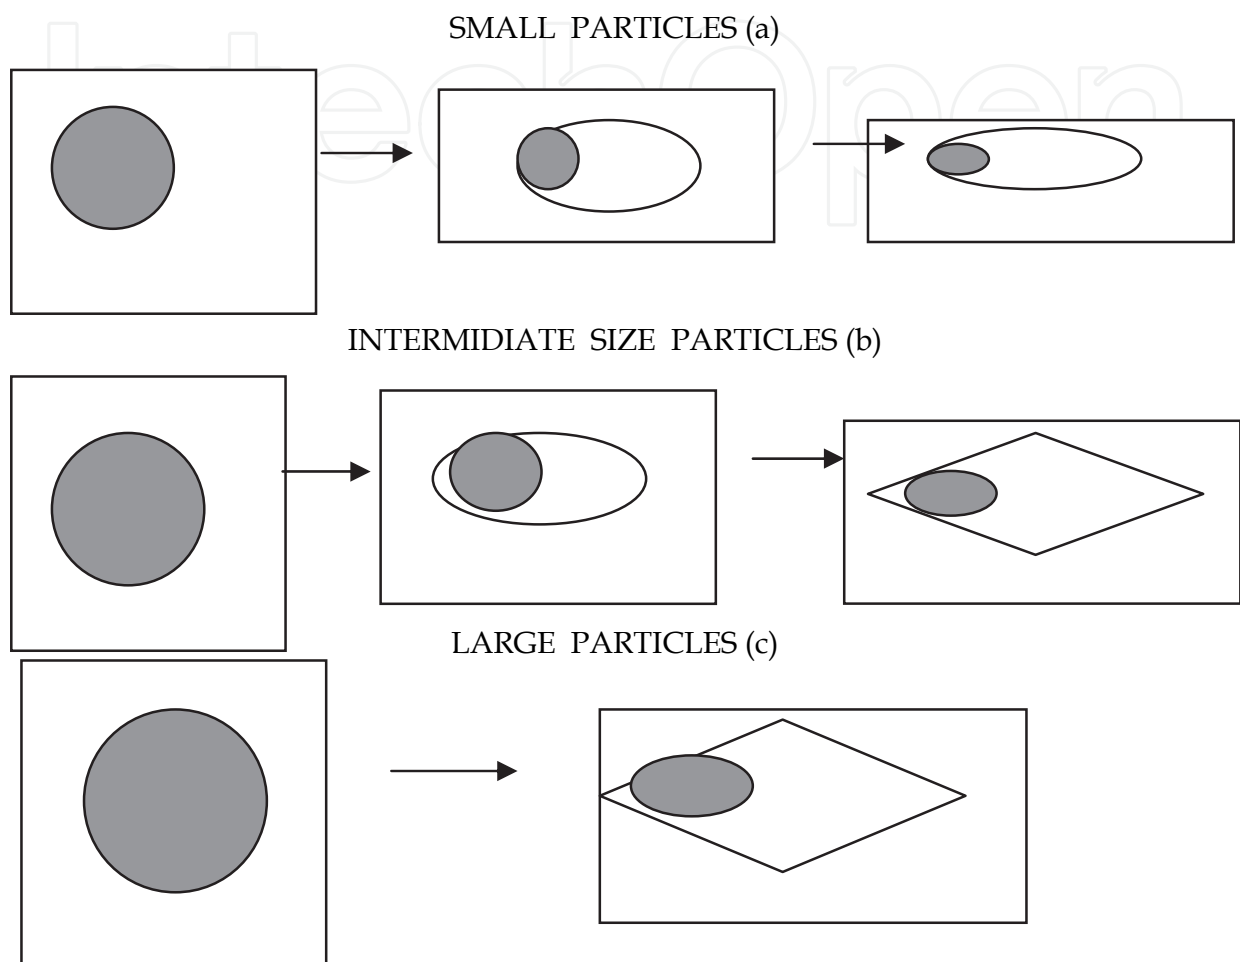 IntechOpen
SMALL PARTICLES (a)
INTERMIDIATE SIZE PARTICLES (b)
LARGE PARTICLES (c)